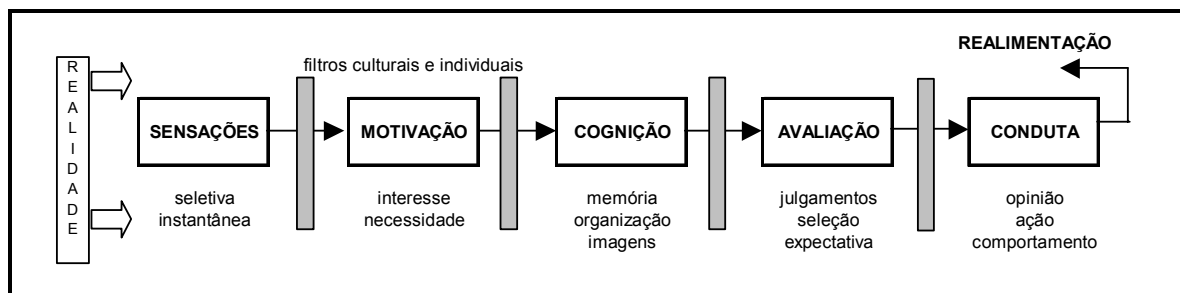 REALIMENTAÇÃO
filtros culturais e individuais
REALIDADE
SENSAÇÕES
MOTIVAÇÃO
COGNIÇÃO
AVALIAÇÃO
CONDUTA
seletiva
instantânea
interesse
necessidade
memória
organização
imagens
julgamentos
seleção
expectativa
opinião
ação
comportamento